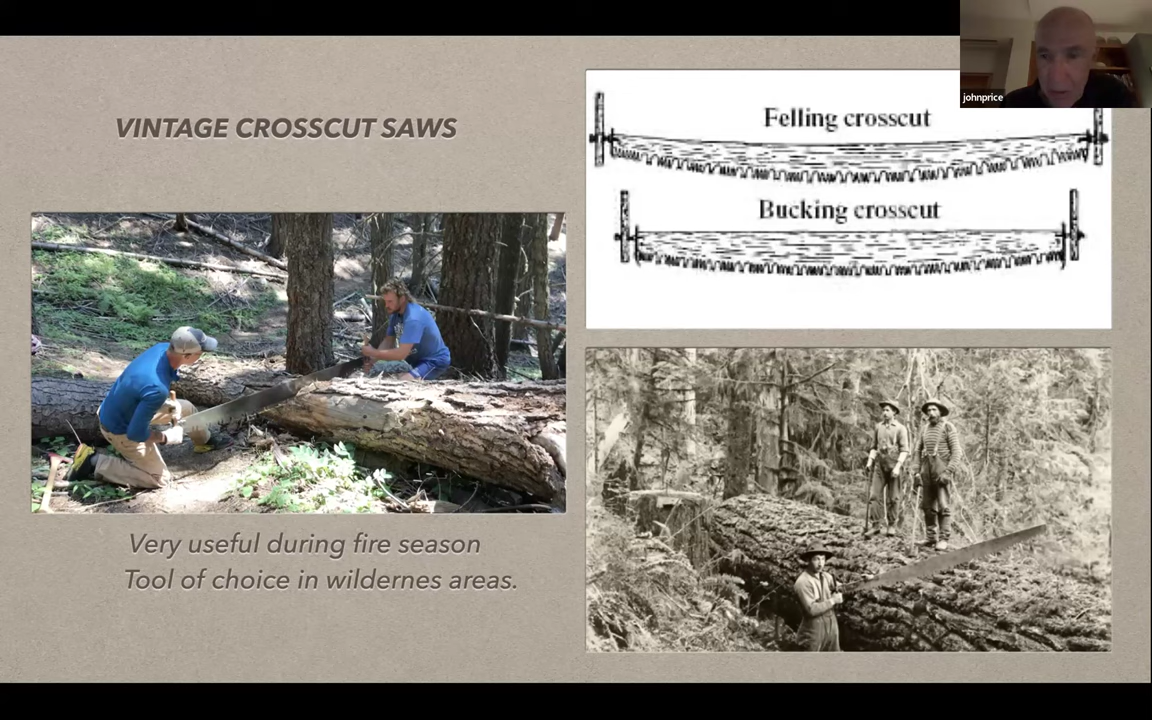 VINTAGE CROSSCUT SAWS
Felling crosscut
Bucking crosscut
johnprice
Very useful during fire season
Tool of choice in wildernes areas.